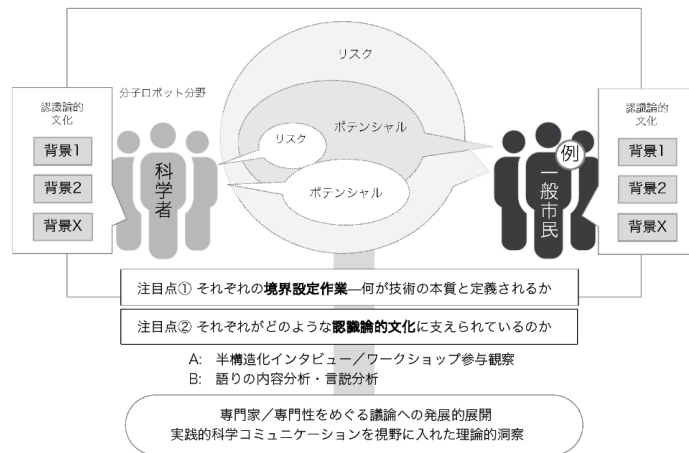 リスク
認識論的
文化
背景1
背景2
背景X
分子ロボット分野
科学者
ポテンシャル
リスク
ポテンシャル
例
一般市民
認識論的
文化
背景1
背景2
背景X
注目点① それぞれの境界設定作業—何が技術の本質と定義されるか
注目点② それぞれがどのような認識論的文化に支えられているのか
A: 半構造化インタビュー／ワークショップ参与観察
B: 語りの内容分析・言説分析
専門家／専門性をめぐる議論への発展的展開
実践的科学コミュニケーションを視野に入れた理論的洞察